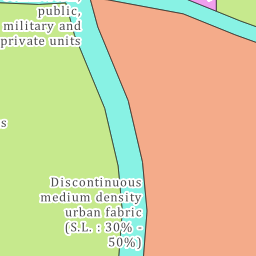 public,
military and
private units
s
Discontinuous
medium density
urban fabric
(S.L. : 30% -
50%)